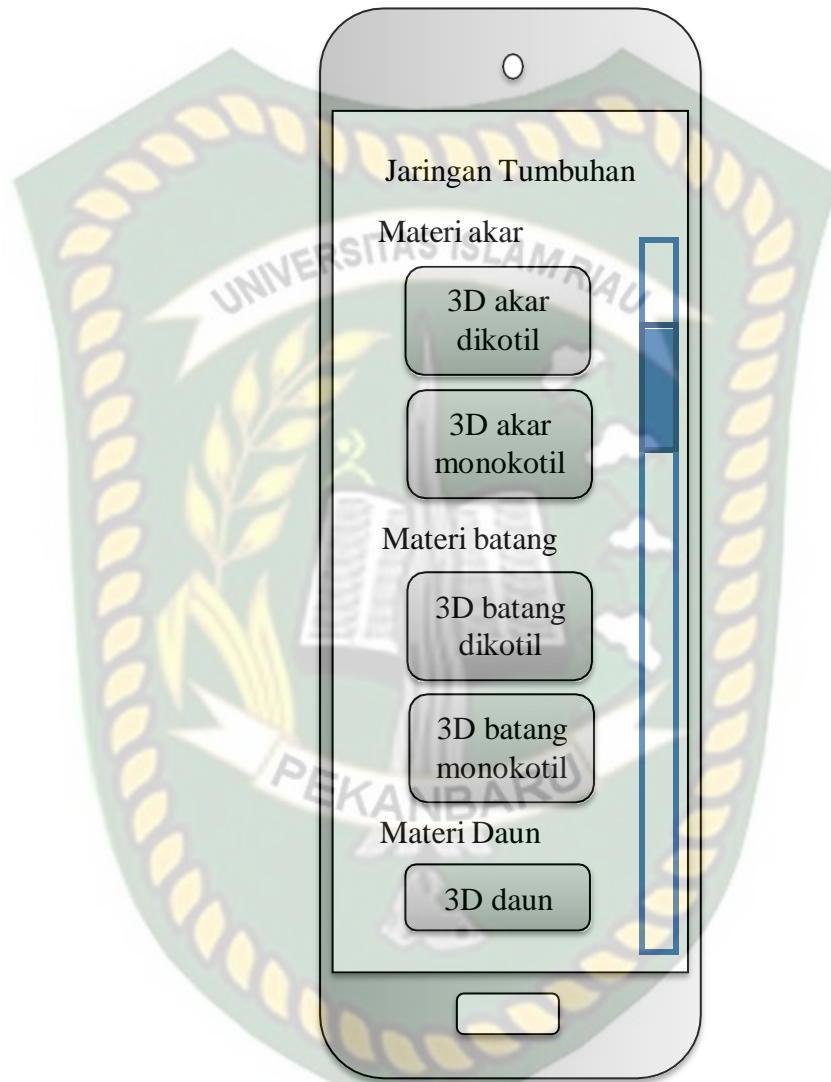 Jaringan Tumbuhan
Materi akar
UNIVERSITAS ISLAM RIAU
3D akar
dikotil
3D akar
monokotil
Materi batang
3D batang
dikotil
3D batang
monokotil
PEKANBARU
Materi Daun
3D daun